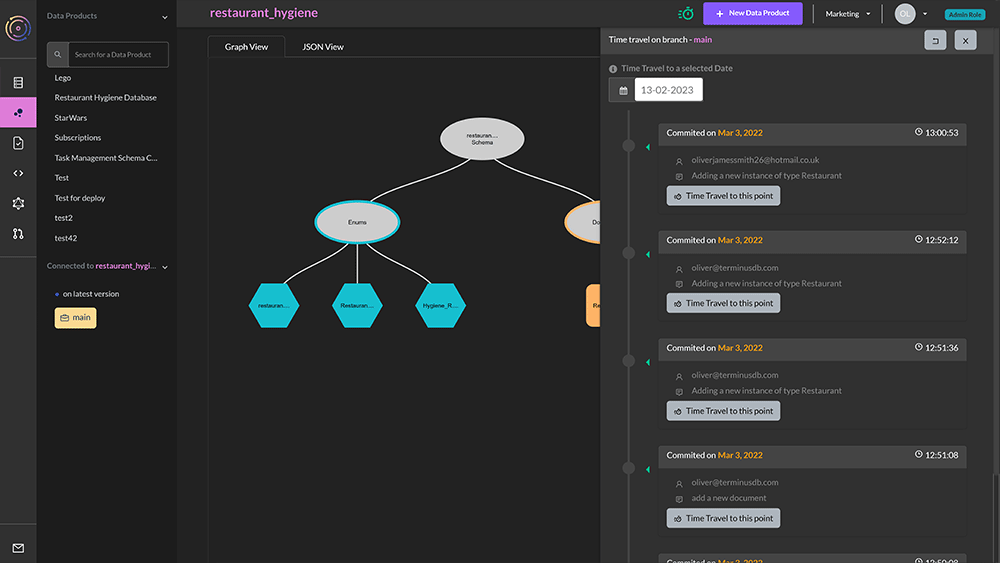 Data Products
restaurant_hygiene
New Data Product
Marketing
OL
Admin Role
Search for a Data Product
Lego
Restaurant Hygiene Database
StarWars
Subscriptions
Task Management Schema C...
Test
Test for deploy
test2
test42
Connected to restaurant_hygi...
on latest version
main
Graph View
JSON View
restauran....
Schema
Enums
Do
restauran....
Restauran....
Hygiene_R....
Re
Time travel on branch - main
x
Time Travel to a selected Date
13-02-2023
Commited on Mar 3, 2022
13:00:53
oliverjamessmith26@hotmail.co.uk
Adding a new instance of type Restaurant
Time Travel to this point
Commited on Mar 3, 2022
12:52:12
oliver@terminusdb.com
Adding a new instance of type Restaurant
Time Travel to this point
Commited on Mar 3, 2022
12:51:36
oliver@terminusdb.com
Adding a new instance of type Restaurant
Time Travel to this point
Commited on Mar 3, 2022
12:51:08
oliver@terminusdb.com
add a new document
Time Travel to this point
Commited on Mar 3, 2022